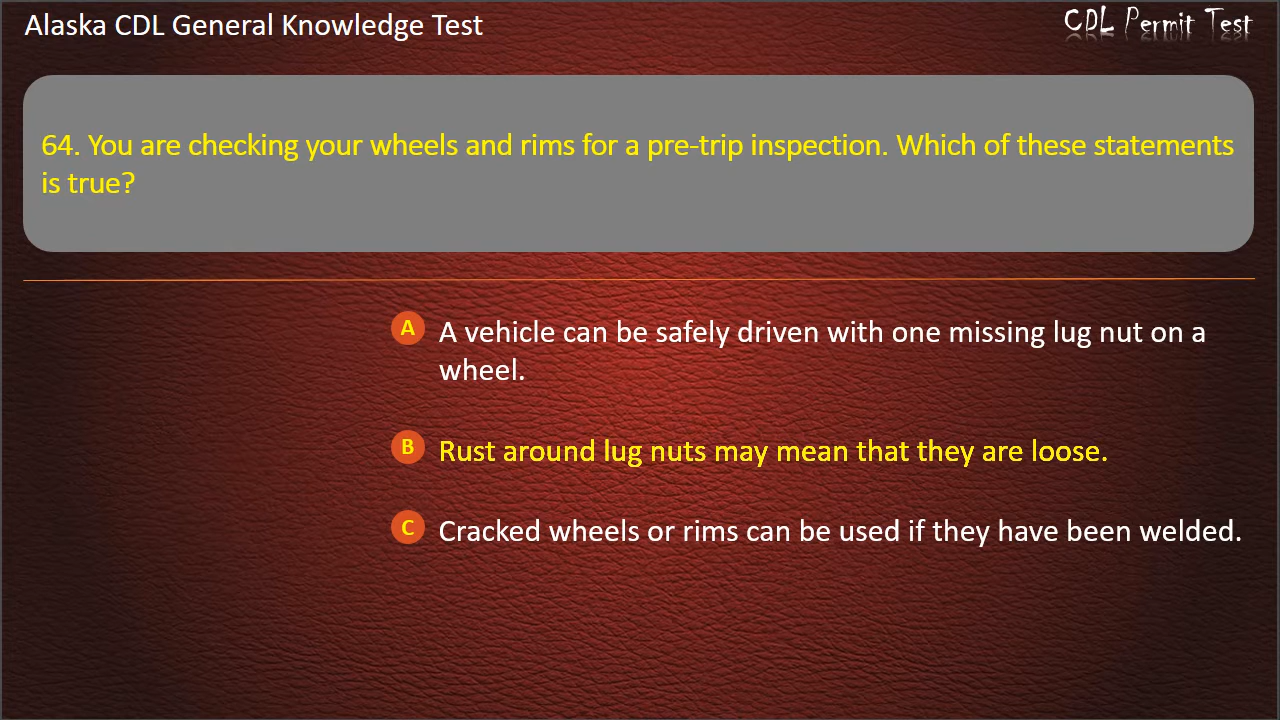 Alaska CDL General Knowledge Test
CDL Permit Test
64. You are checking your wheels and rims for a pre-trip inspection. Which of these statements
is true?
A A vehicle can be safely driven with one missing lug nut on a
wheel.
B Rust around lug nuts may mean that they are loose.
C Cracked wheels or rims can be used if they have been welded.